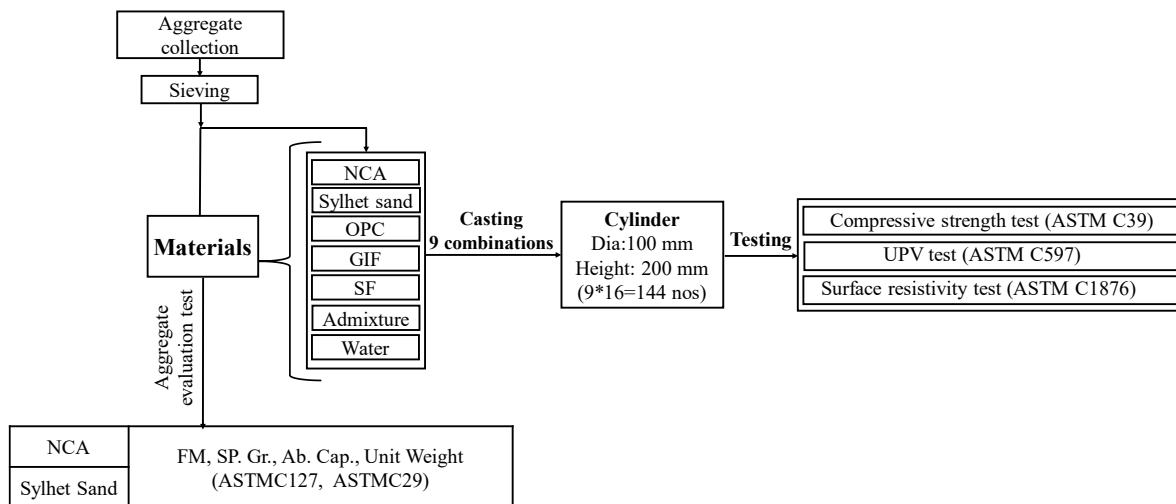 Aggregate
collection
Sieving
Materials
NCA
Sylhet sand
OPC
GIF
SF
Admixture
Water
Casting
9 combinations
Cylinder
Dia:100 mm
Height: 200 mm
(9*16=144 nos)
Testing
Compressive strength test (ASTM C39)
UPV test (ASTM C597)
Surface resistivity test (ASTM C1876)
Aggregate
evaluation test
NCA
Sylhet Sand
FM, SP. Gr., Ab. Cap., Unit Weight
(ASTMC127, ASTMC29)